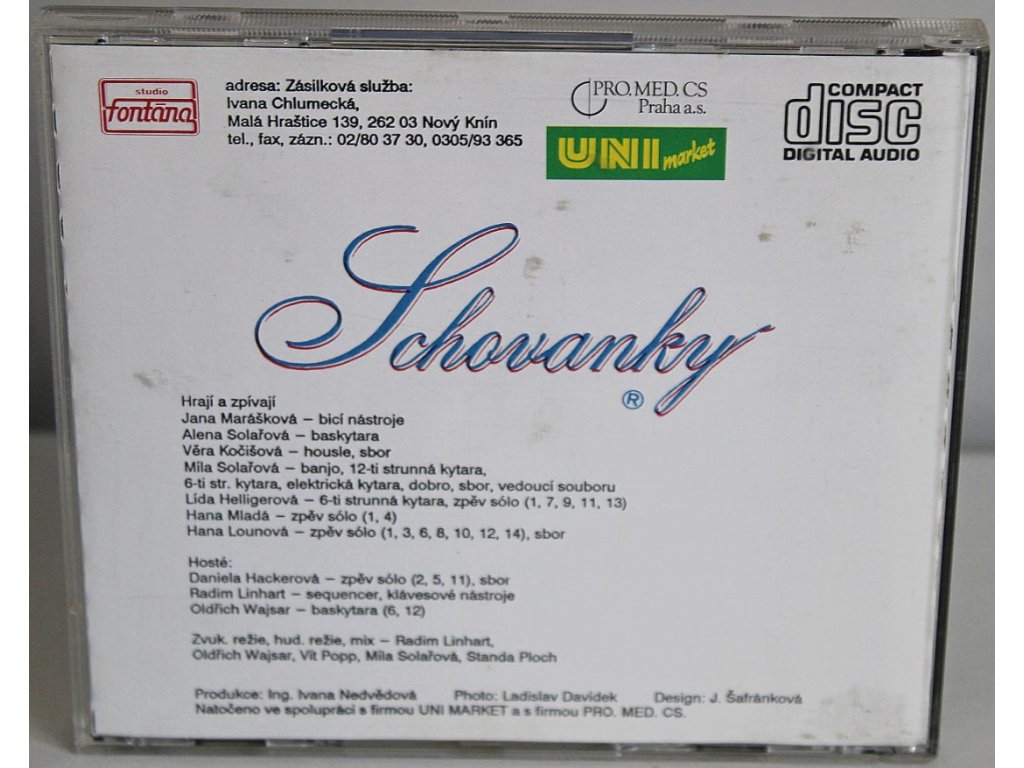 studio
fontána
adresa: Zásilková služba:
Ivana Chlumecká,
Malá Hraštice 139, 262 03 Nový Knín
tel., fax, zázn.: 02/80 37 30, 0305/93 365
PRO.MED.CS
Praha a.s.
UNI market
COMPACT
disc
DIGITAL AUDIO
Schovanky
®
Hrají a zpívají
Jana Marášková – bicí nástroje
Alena Solařová – baskytara
Věra Kočišová – housle, sbor
Míla Solařová – banjo, 12-ti strunná kytara,
6-ti str. kytara, elektrická kytara, dobro, sbor, vedoucí souboru
Lída Helligerová – 6-ti strunná kytara, zpěv sólo (1, 7, 9, 11, 13)
Hana Mladá – zpěv sólo (1, 4)
Hana Lounová – zpěv sólo (1, 3, 6, 8, 10, 12, 14), sbor
Hosté:
Daniela Hackerová – zpěv sólo (2, 5, 11), sbor
Radim Linhart – sequencer, klávesové nástroje
Oldřich Wajsar – baskytara (6, 12)
Zvuk. režie, hud. režie, mix – Radim Linhart,
Oldřich Wajsar, Vít Popp, Míla Solařová, Standa Ploch
Produkce: Ing. Ivana Nedvědová Photo: Ladislav Davídek Design: J. Šafránková
Natočeno ve spolupráci s firmou UNI MARKET a s firmou PRO. MED. CS.